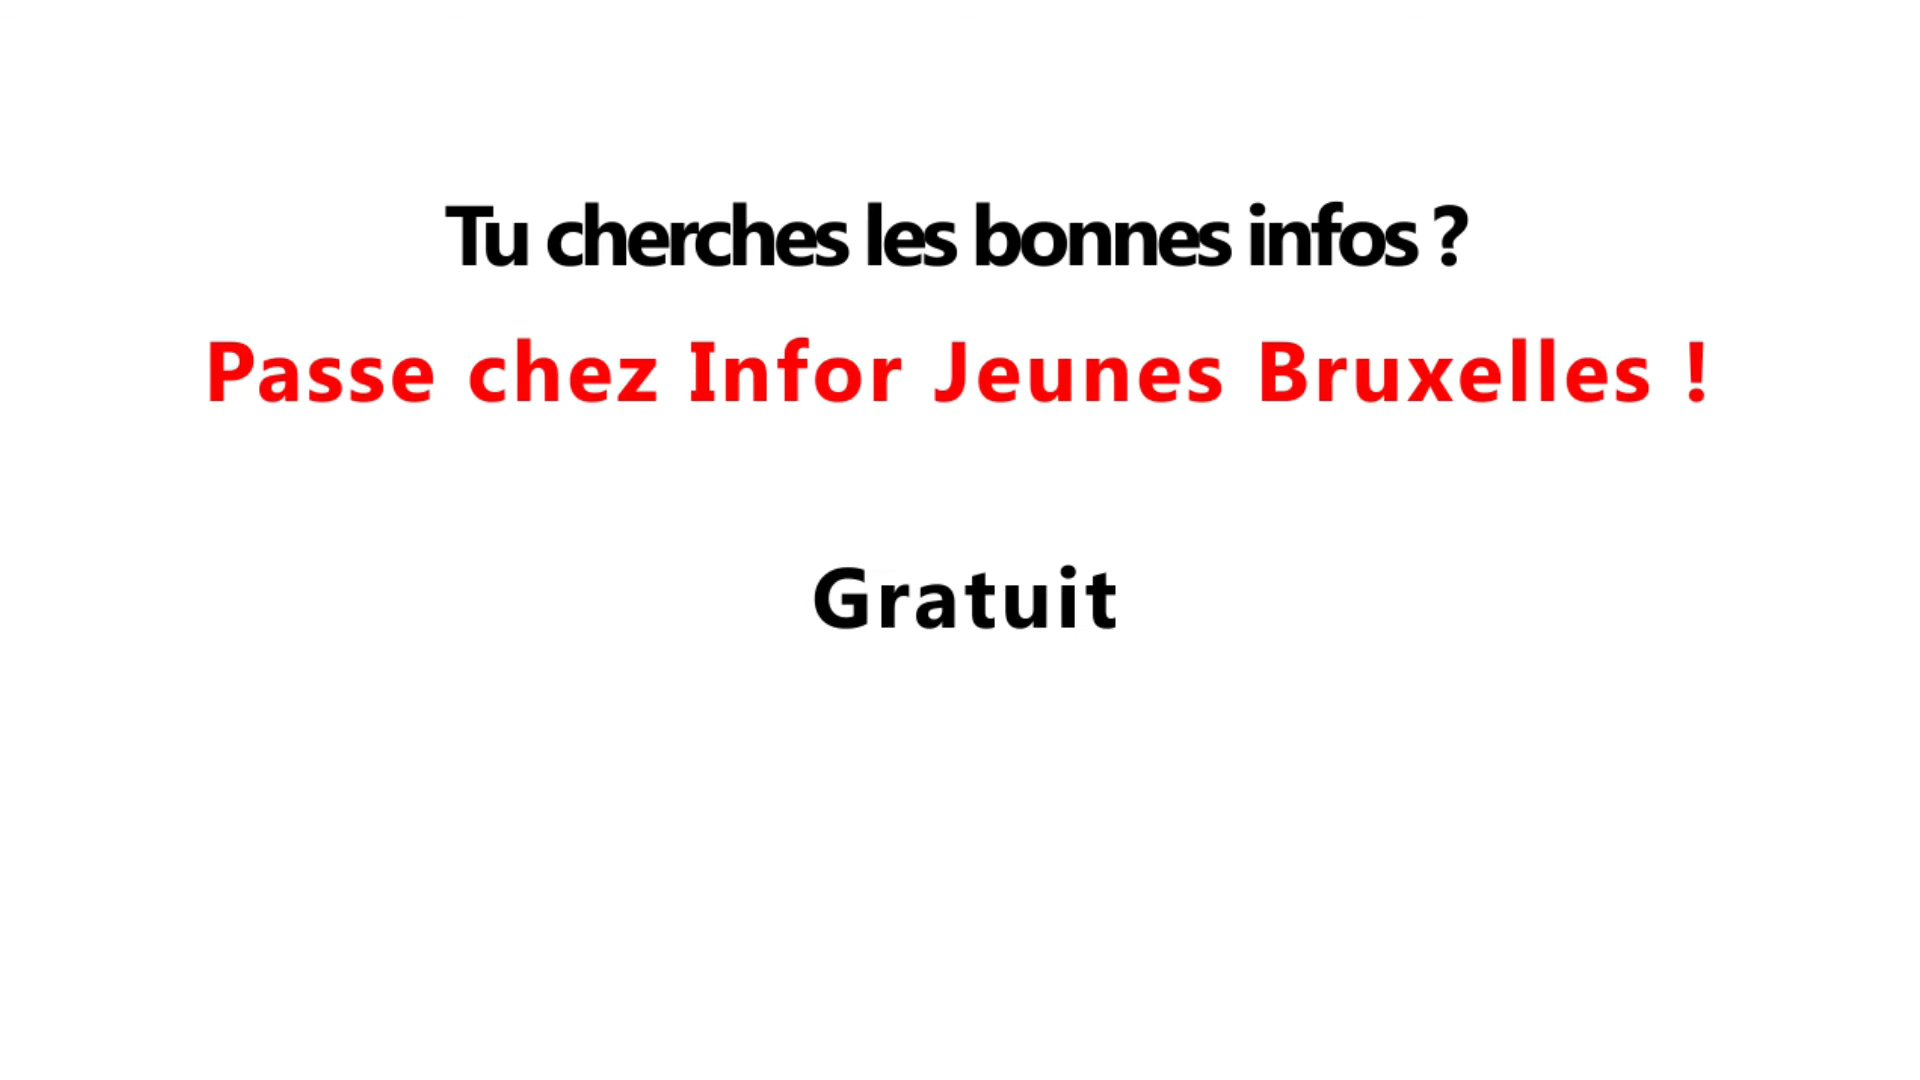 Tu cherches les bonnes infos ?
Passe chez Infor Jeunes Bruxelles !
Gratuit